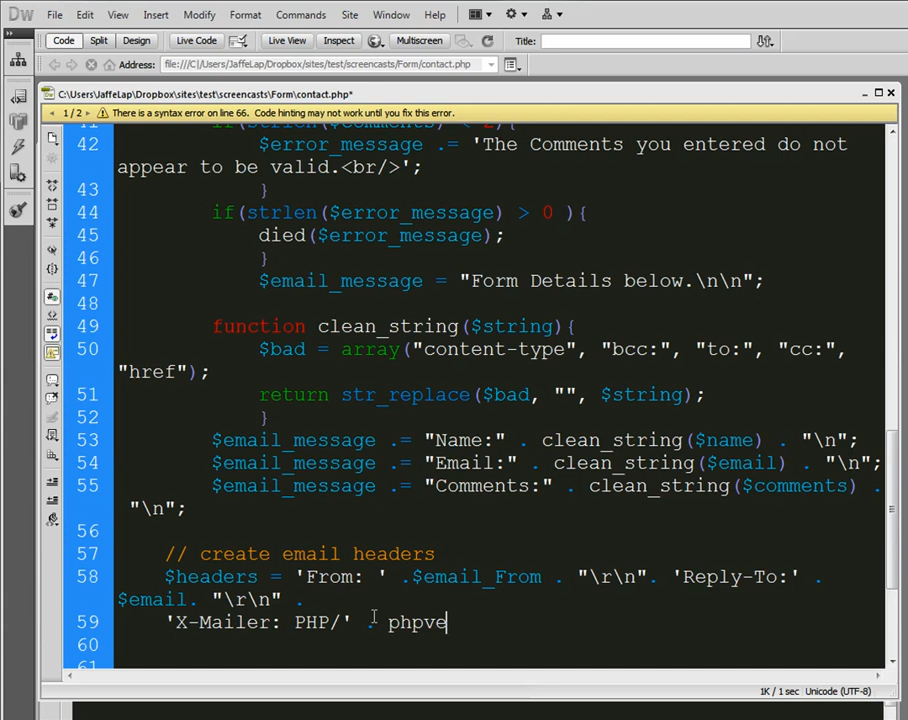 Dw File Edit View Insert Modify Format Commands Site Window Help
Code Split Design Live Code Live View Inspect Multiscreen Title:
Address: file:///C|/Users/JaffeLap/Dropbox/sites/test/screencasts/Form/contact.php
C:\Users\JaffeLap\Dropbox\sites\test\screencasts\Form\contact.php*
1 / 2 There is a syntax error on line 66. Code hinting may not work until you fix this error.
41 if(strlen($comments) < 2){
42 $error_message .= 'The Comments you entered do not
appear to be valid.<br/>';
43 }
44 if(strlen($error_message) > 0 ){
45 died($error_message);
46 }
47 $email_message = "Form Details below.\n\n";
48
49 function clean_string($string){
50 $bad = array("content-type", "bcc:", "to:", "cc:",
"href");
51 return str_replace($bad, "", $string);
52 }
53 $email_message .= "Name:" . clean_string($name) . "\n";
54 $email_message .= "Email:" . clean_string($email) . "\n";
55 $email_message .= "Comments:" . clean_string($comments) .
"\n";
56
57 // create email headers
58 $headers = 'From: ' .$email_From . "\r\n". 'Reply-To:' .
$email. "\r\n" .
59 'X-Mailer: PHP/' . phpve
60
61
1K / 1 sec Unicode (UTF-8)